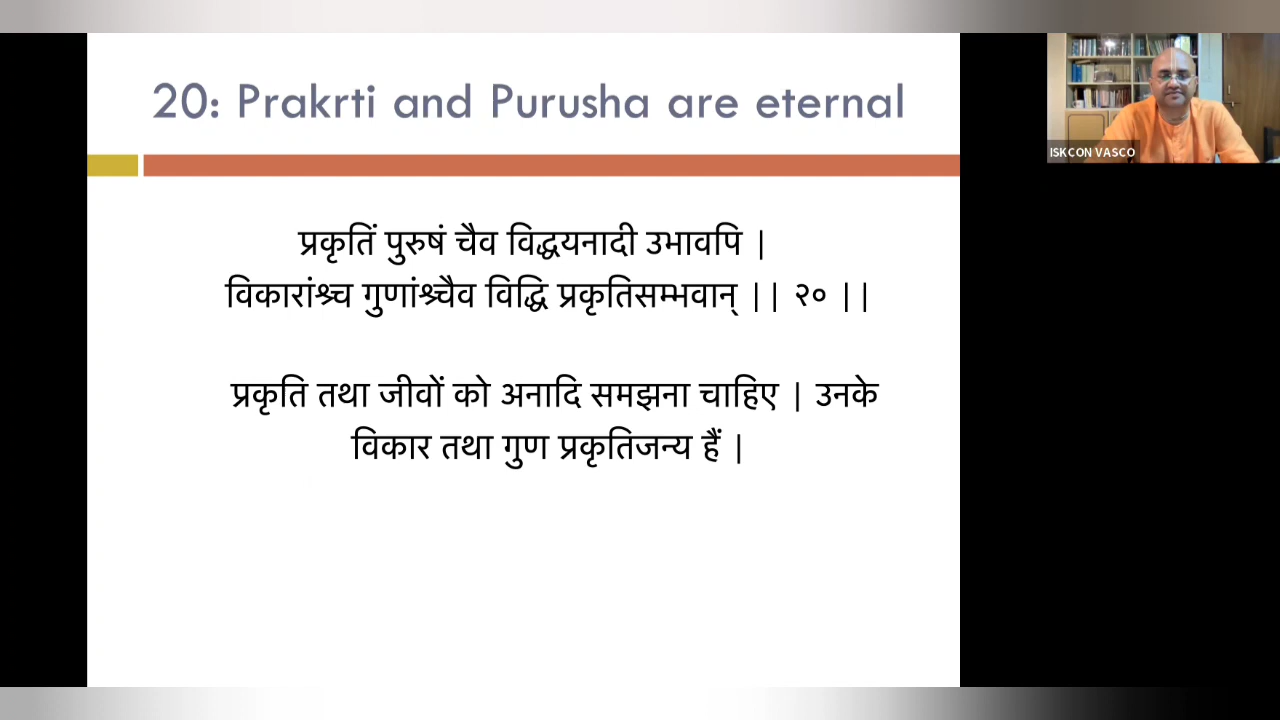 20: Prakrti and Purusha are eternal
प्रकृतिं पुरुषं चैव विद्धयनादी उभावपि |
विकारांश्र्च गुणांश्र्चैव विद्धि प्रकृतिसम्भवान् || २० ||
प्रकृति तथा जीवों को अनादि समझना चाहिए | उनके
विकार तथा गुण प्रकृतिजन्य हैं |
ISKCON VASCO